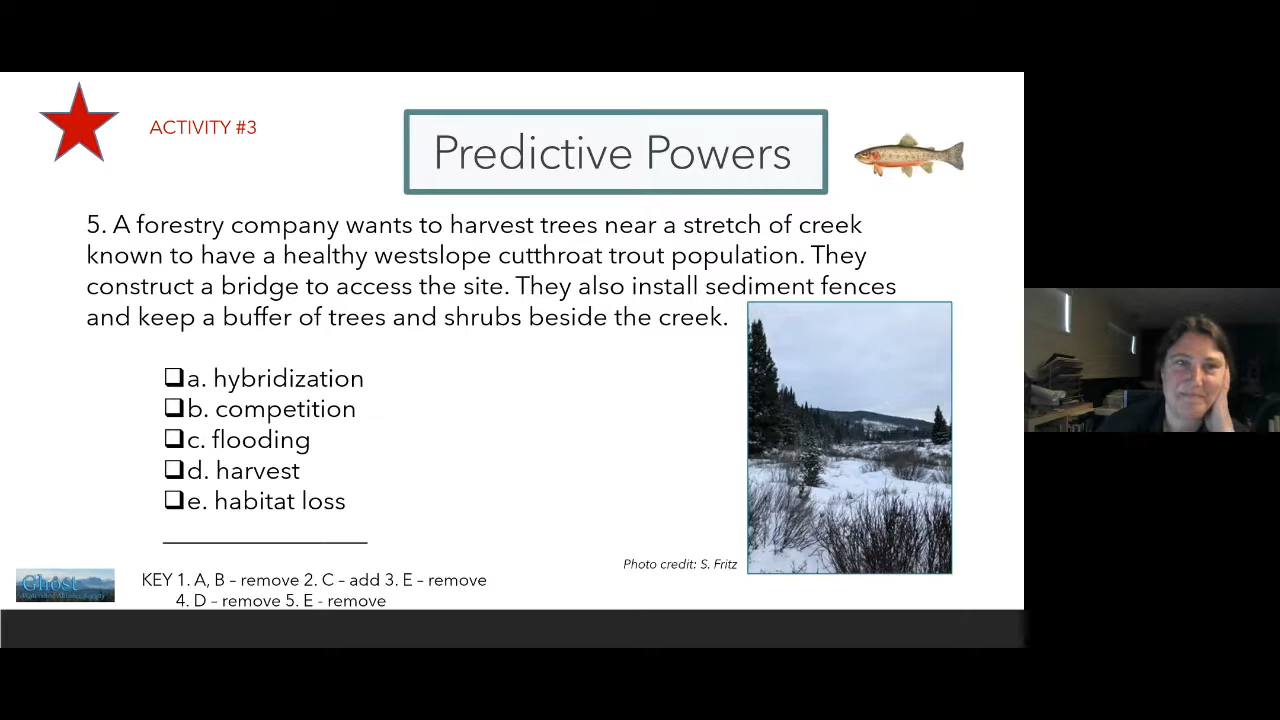 ACTIVITY #3
Predictive Powers
5. A forestry company wants to harvest trees near a stretch of creek
known to have a healthy westslope cutthroat trout population. They
construct a bridge to access the site. They also install sediment fences
and keep a buffer of trees and shrubs beside the creek.
a. hybridization
b. competition
c. flooding
d. harvest
e. habitat loss
Photo credit: S. Fritz
Ghost
KEY 1. A, B – remove 2. C – add 3. E – remove
4. D – remove 5. E - remove